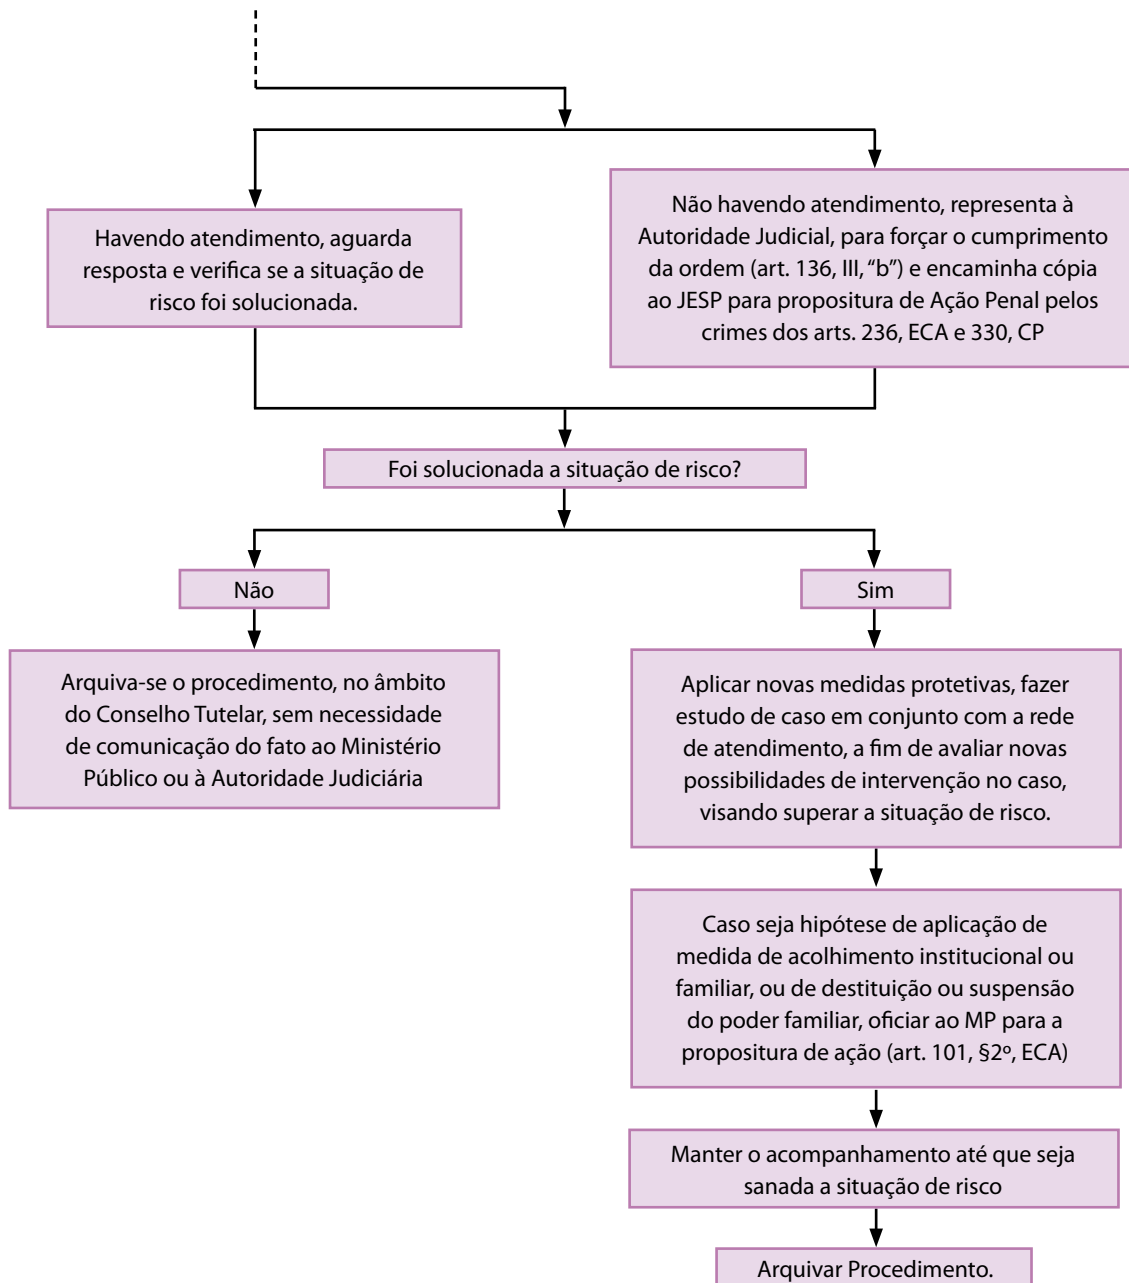 Havendo atendimento, aguarda
resposta e verifica se a situação de
risco foi solucionada.
Não havendo atendimento, representa à
Autoridade Judicial, para forçar o cumprimento
da ordem (art. 136, III, “b”) e encaminha cópia
ao JESP para propositura de Ação Penal pelos
crimes dos arts. 236, ECA e 330, CP
Foi solucionada a situação de risco?
Não
Sim
Arquiva-se o procedimento, no âmbito
do Conselho Tutelar, sem necessidade
de comunicação do fato ao Ministério
Público ou à Autoridade Judiciária
Aplicar novas medidas protetivas, fazer
estudo de caso em conjunto com a rede
de atendimento, a fim de avaliar novas
possibilidades de intervenção no caso,
visando superar a situação de risco.
Caso seja hipótese de aplicação de
medida de acolhimento institucional ou
familiar, ou de destituição ou suspensão
do poder familiar, oficiar ao MP para a
propositura de ação (art. 101, §2º, ECA)
Manter o acompanhamento até que seja
sanada a situação de risco
Arquivar Procedimento.